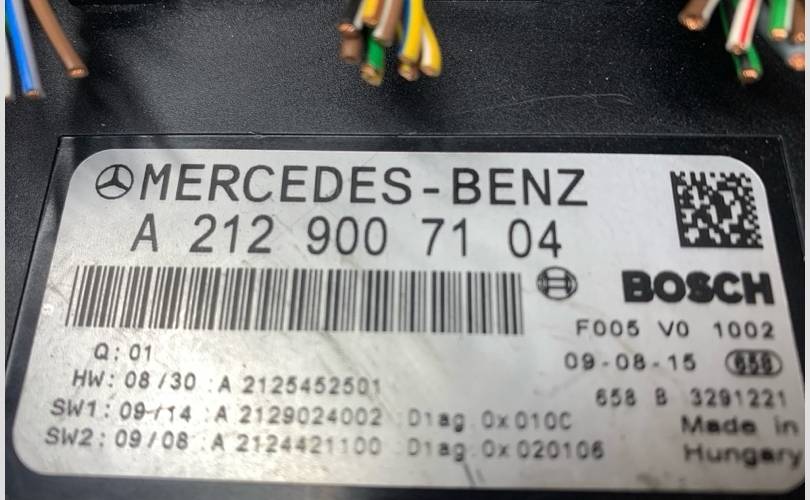 MERCEDES-BENZ
A 212 900 71 04
BOSCH
F005 V0 1002
Q: 01
09-08-15 658
HW: 08/30 :A 2125452501
658 B 3291221
SW1: 09/14 :A 2129024002 Diag:0x010C
Made in
SW2: 09/08 :A 2124421100 Diag:0x020106
Hungary